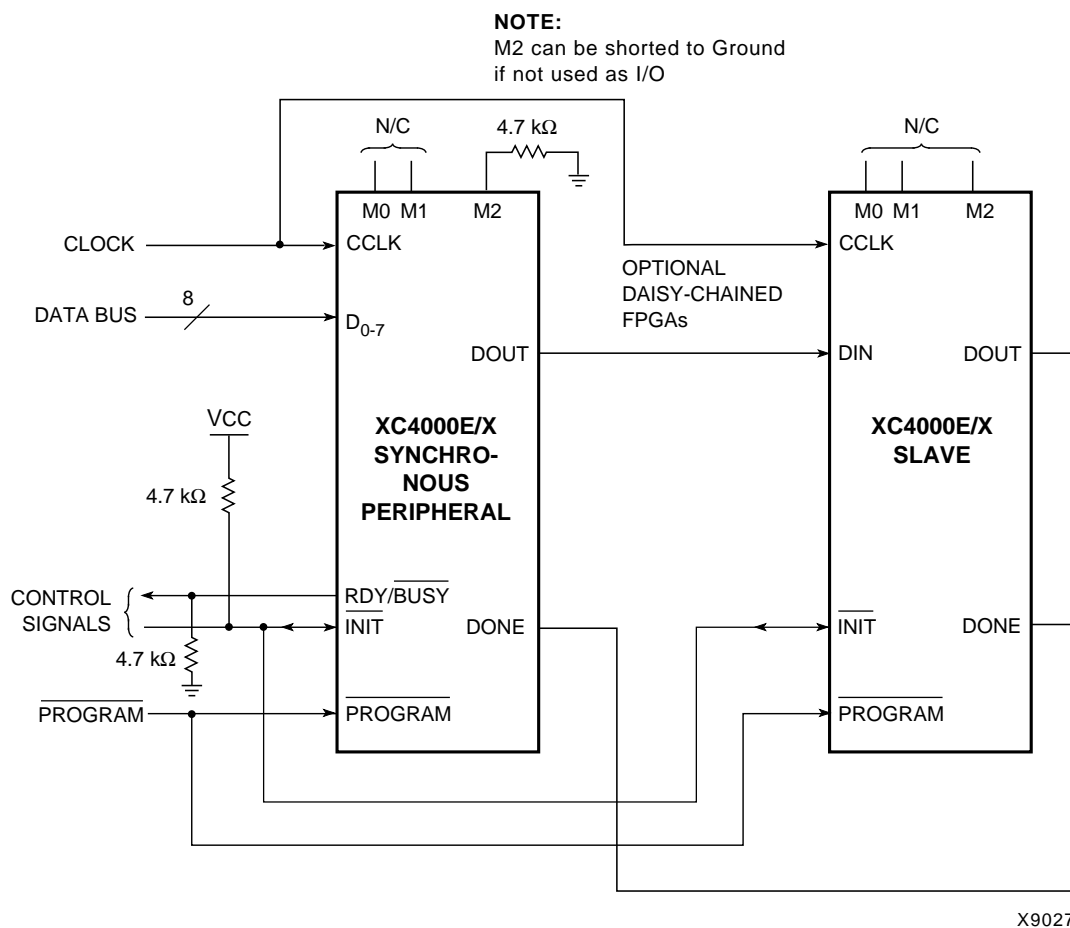 NOTE:
M2 can be shorted to Ground
if not used as I/O
N/C
4.7 kΩ
N/C
M0 M1
M2
M0 M1
M2
CLOCK
CCLK
CCLK
OPTIONAL
DAISY-CHAINED
FPGAs
8
DATA BUS
D0-7
DOUT
DIN
DOUT
VCC
XC4000E/X
SYNCHRO-
NOUS
PERIPHERAL
XC4000E/X
SLAVE
4.7 kΩ
CONTROL
SIGNALS
RDY/BUSY
INIT
DONE
INIT
DONE
4.7 kΩ
PROGRAM
PROGRAM
PROGRAM
X9027